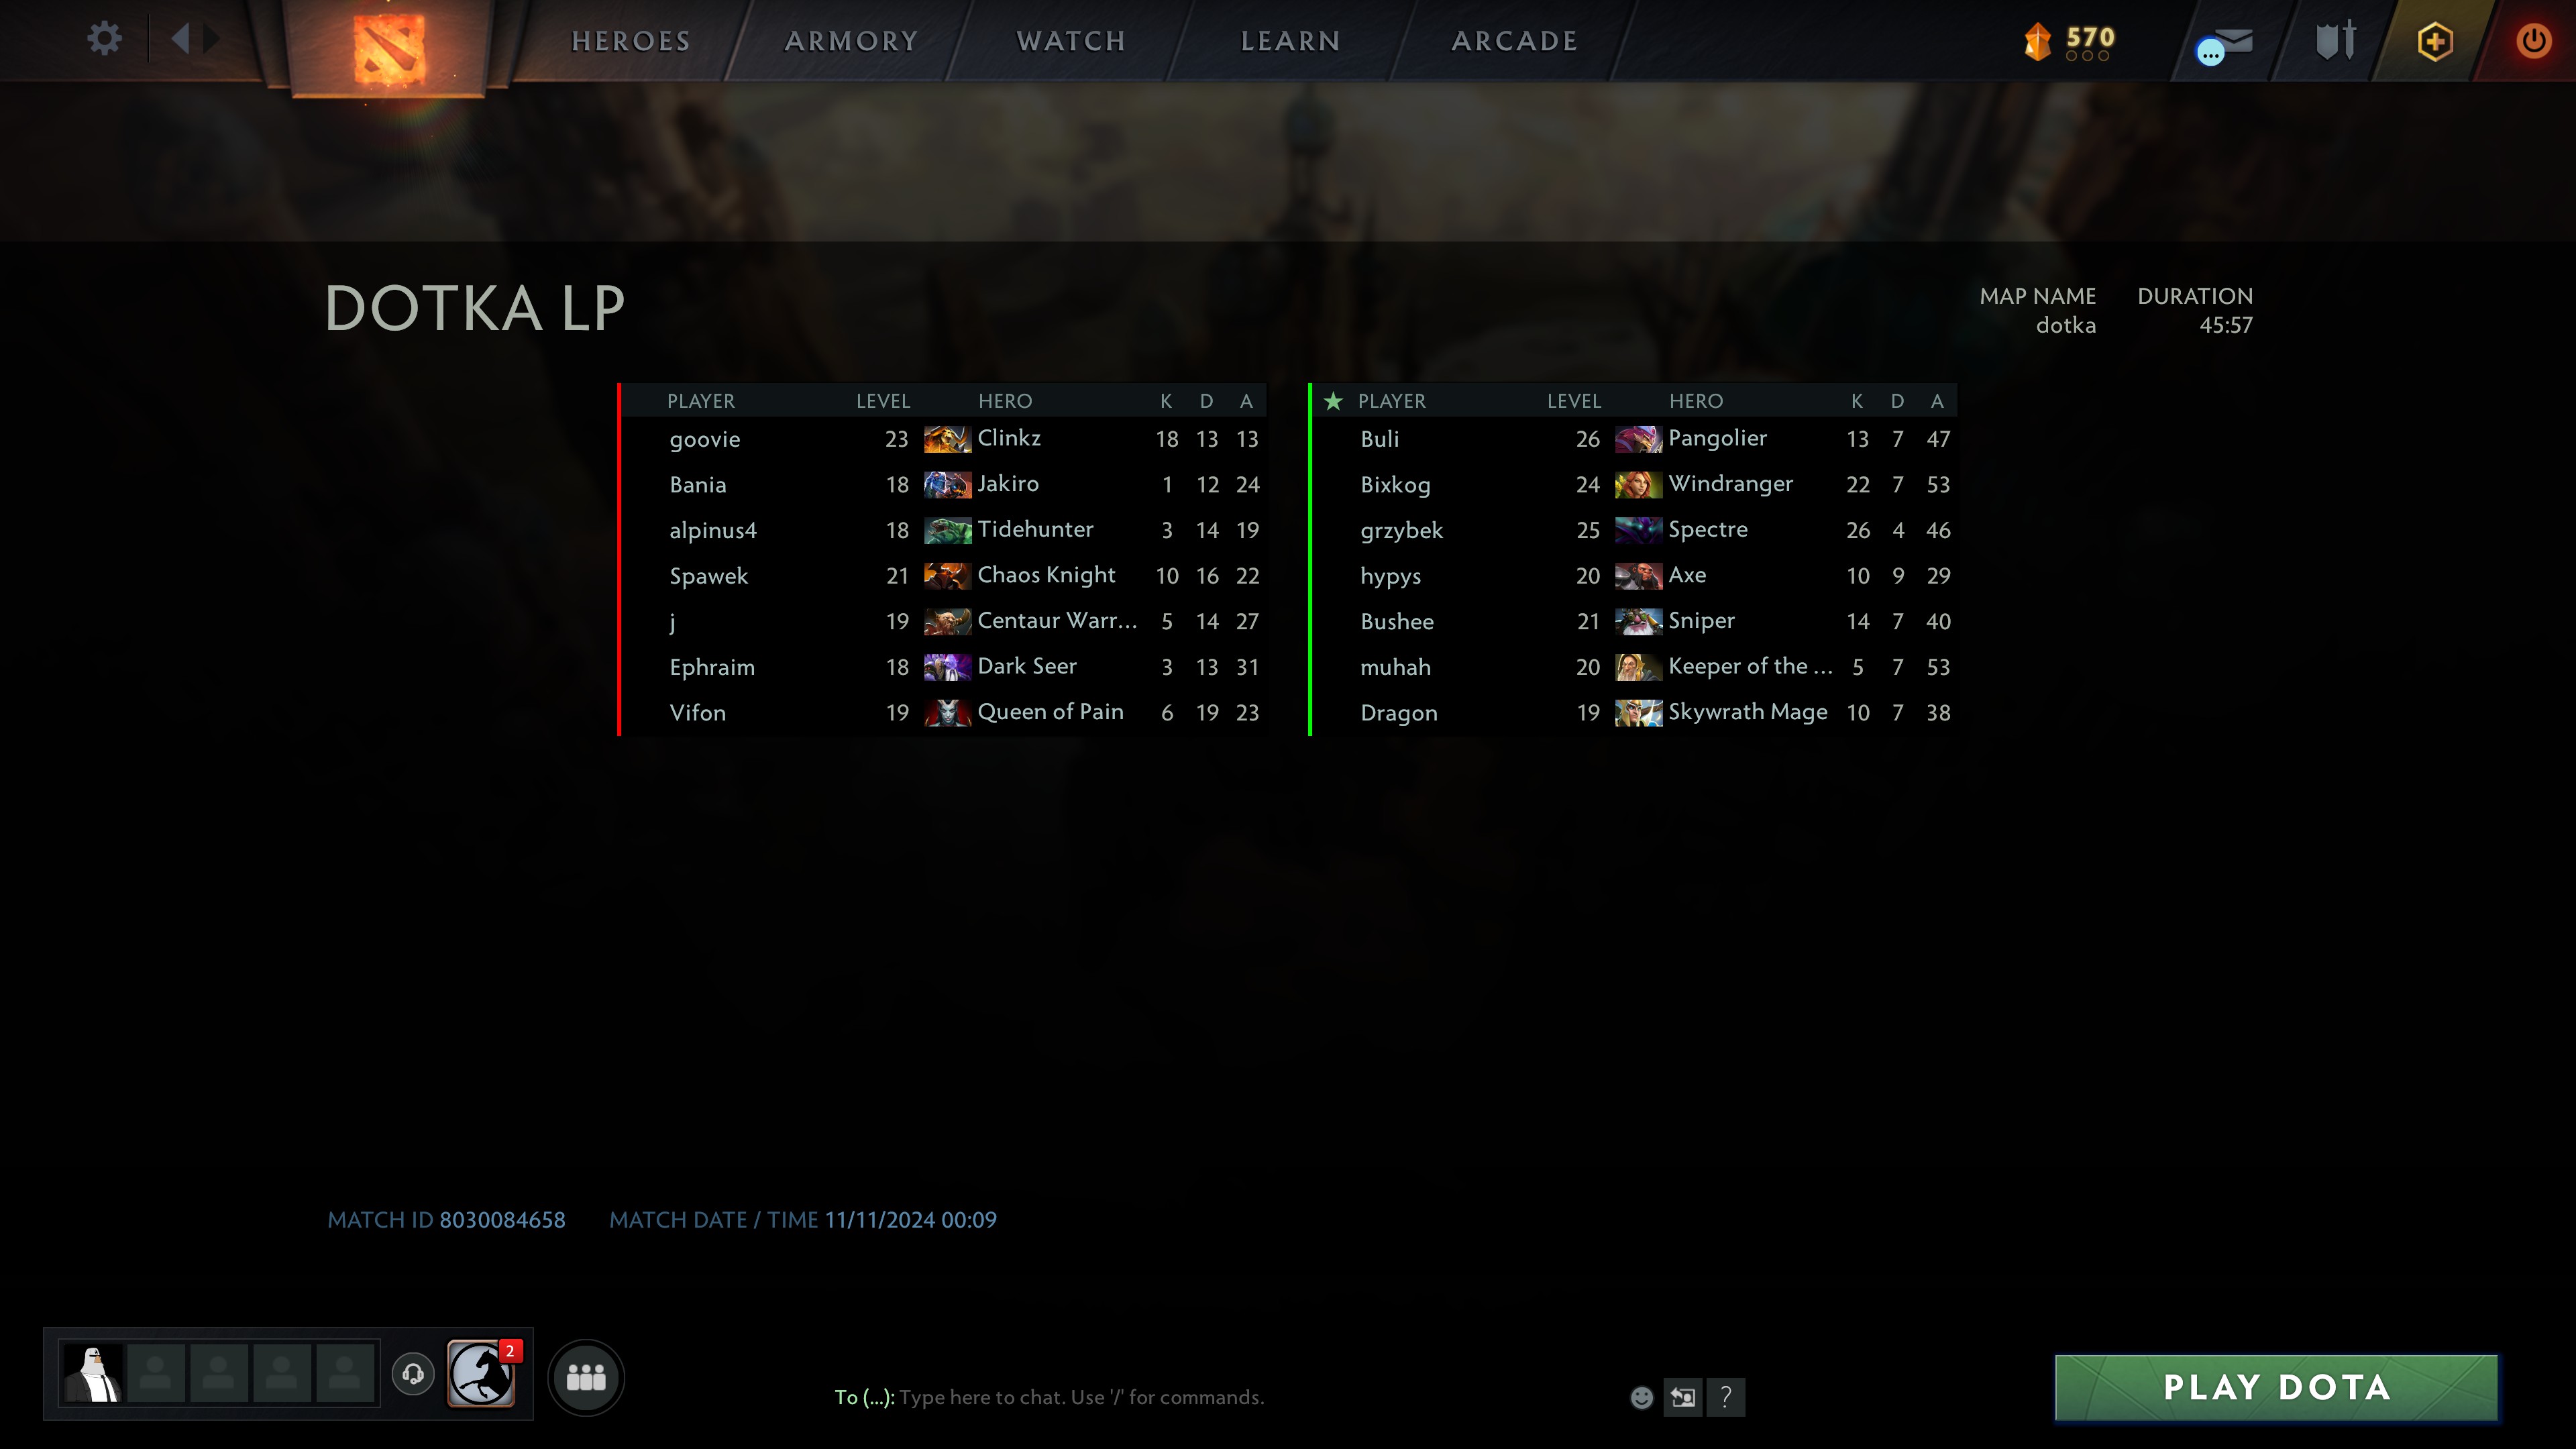 HEROES ARMORY WATCH LEARN ARCADE 570
DOTKA LP
MAP NAME DURATION
dotka 45:57
PLAYER LEVEL HERO K D A
goovie 23 Clinkz 18 13 13
Bania 18 Jakiro 1 12 24
alpinus4 18 Tidehunter 3 14 19
Spawek 21 Chaos Knight 10 16 22
j 19 Centaur Warr... 5 14 27
Ephraim 18 Dark Seer 3 13 31
Vifon 19 Queen of Pain 6 19 23
PLAYER LEVEL HERO K D A
Buli 26 Pangolier 13 7 47
Bixkog 24 Windranger 22 7 53
grzybek 25 Spectre 26 4 46
hypys 20 Axe 10 9 29
Bushee 21 Sniper 14 7 40
muhah 20 Keeper of the ... 5 7 53
Dragon 19 Skywrath Mage 10 7 38
MATCH ID 8030084658 MATCH DATE / TIME 11/11/2024 00:09
2
To (...): Type here to chat. Use '/' for commands.
?
PLAY DOTA